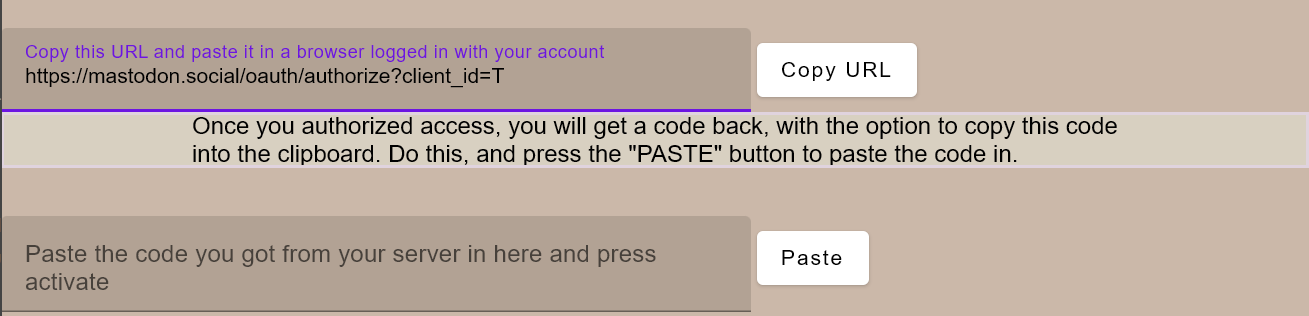 Copy this URL and paste it in a browser logged in with your account
https://mastodon.social/oauth/authorize?client_id=T
Copy URL
Once you authorized access, you will get a code back, with the option to copy this code
into the clipboard. Do this, and press the "PASTE" button to paste the code in.
Paste the code you got from your server in here and press
activate
Paste